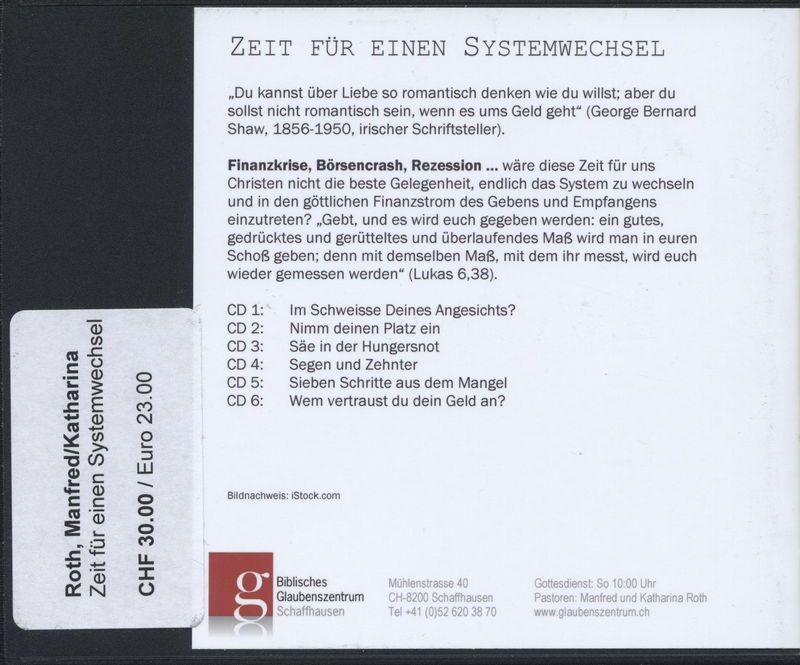 ZEIT FÜR EINEN SYSTEMWECHSEL
„Du kannst über Liebe so romantisch denken wie du willst; aber du
sollst nicht romantisch sein, wenn es ums Geld geht“ (George Bernard
Shaw, 1856-1950, irischer Schriftsteller).
Finanzkrise, Börsencrash, Rezession ... wäre diese Zeit für uns
Christen nicht die beste Gelegenheit, endlich das System zu wechseln
und in den göttlichen Finanzstrom des Gebens und Empfangens
einzutreten? „Gebt, und es wird euch gegeben werden: ein gutes,
gedrücktes und gerütteltes und überlaufendes Maß wird man in euren
Schoß geben; denn mit demselben Maß, mit dem ihr messt, wird euch
wieder gemessen werden“ (Lukas 6,38).
CD 1: Im Schweisse Deines Angesichts?
CD 2: Nimm deinen Platz ein
CD 3: Säe in der Hungersnot
CD 4: Segen und Zehnter
CD 5: Sieben Schritte aus dem Mangel
CD 6: Wem vertraust du dein Geld an?
Bildnachweis: iStock.com
g
Biblisches
Glaubenszentrum
Schaffhausen
Mühlenstrasse 40
CH-8200 Schaffhausen
Tel +41 (0)52 620 38 70
Gottesdienst: So 10:00 Uhr
Pastoren: Manfred und Katharina Roth
www.glaubenszentrum.ch
Roth, Manfred/Katharina
Zeit für einen Systemwechsel
CHF 30.00 / Euro 23.00